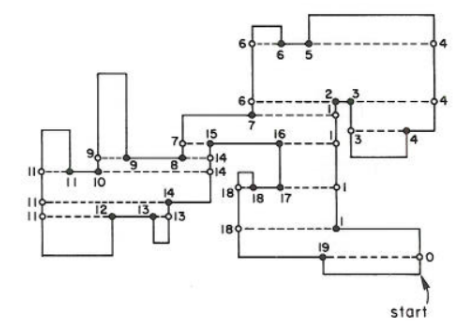 6 6 5 4
6 2 3 4
7 1
3 4
7 15 16 1
9 9 8 14
11 11 10 14
18 18 17 1
11 14
11 12 13 13
18 1
19 0
start